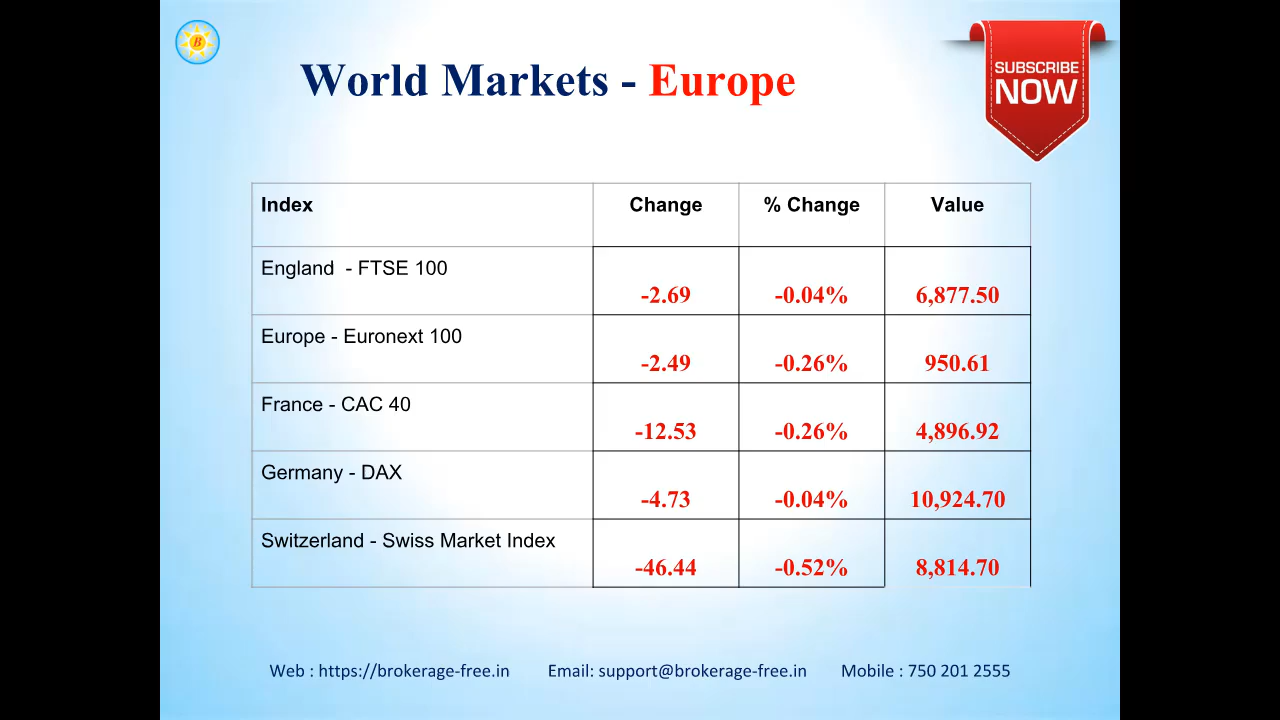 B
World Markets - Europe
SUBSCRIBE
NOW
Index Change % Change Value
England - FTSE 100 -2.69 -0.04% 6,877.50
Europe - Euronext 100 -2.49 -0.26% 950.61
France - CAC 40 -12.53 -0.26% 4,896.92
Germany - DAX -4.73 -0.04% 10,924.70
Switzerland - Swiss Market Index -46.44 -0.52% 8,814.70
Web : https://brokerage-free.in Email: support@brokerage-free.in Mobile : 750 201 2555